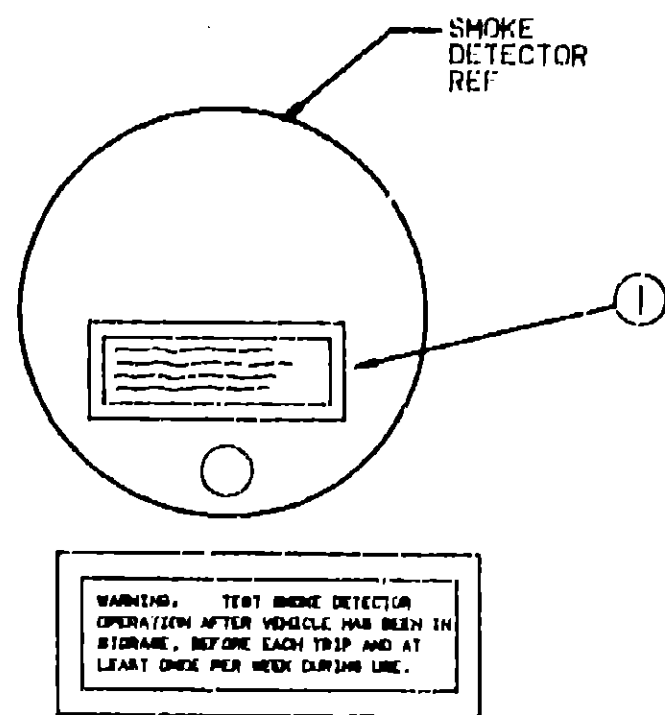 SMOKE
DETECTOR
REF
1
WARNING. TEST SMOKE DETECTOR
OPERATION AFTER VEHICLE HAS BEEN IN
STORAGE, BEFORE EACH TRIP AND AT
LEAST ONCE PER WEEK DURING USE.